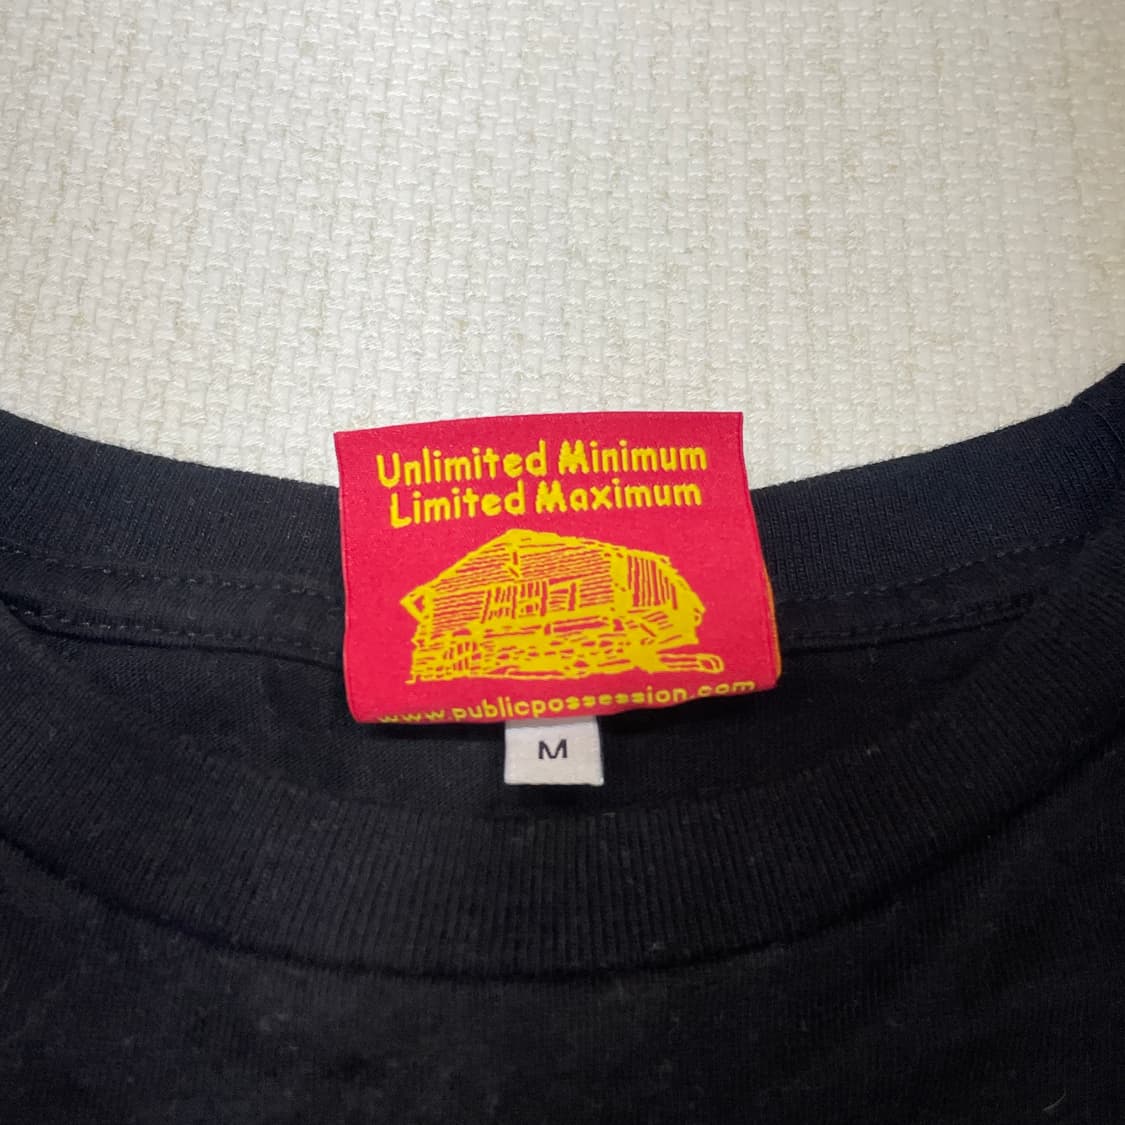 Unlimited Minimum
Limited Maximum
www.publicpossession.com
M